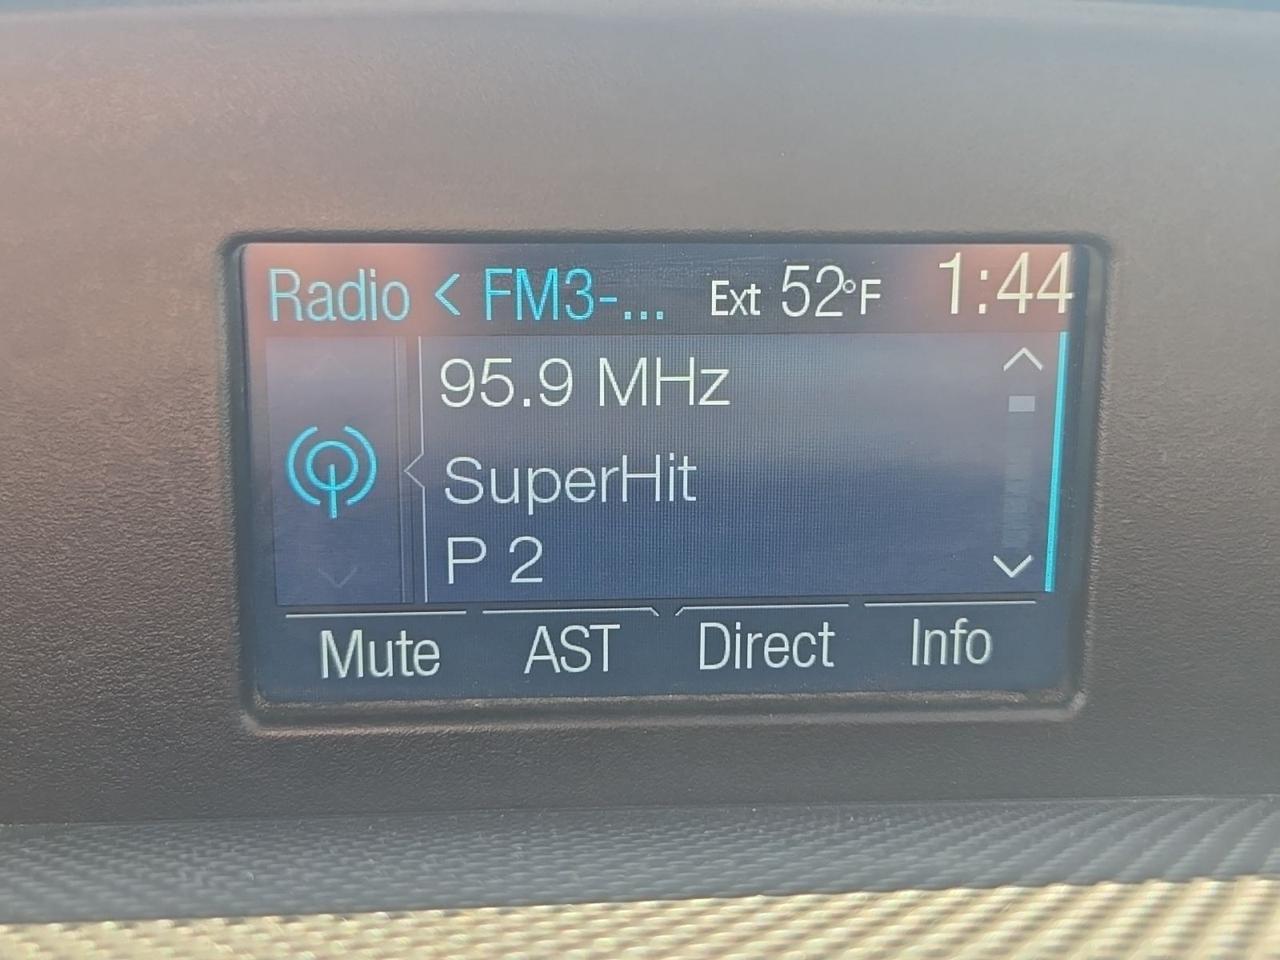 Radio < FM3-... Ext 52°F 1:44
95.9 MHz
SuperHit
P 2
Mute AST Direct Info